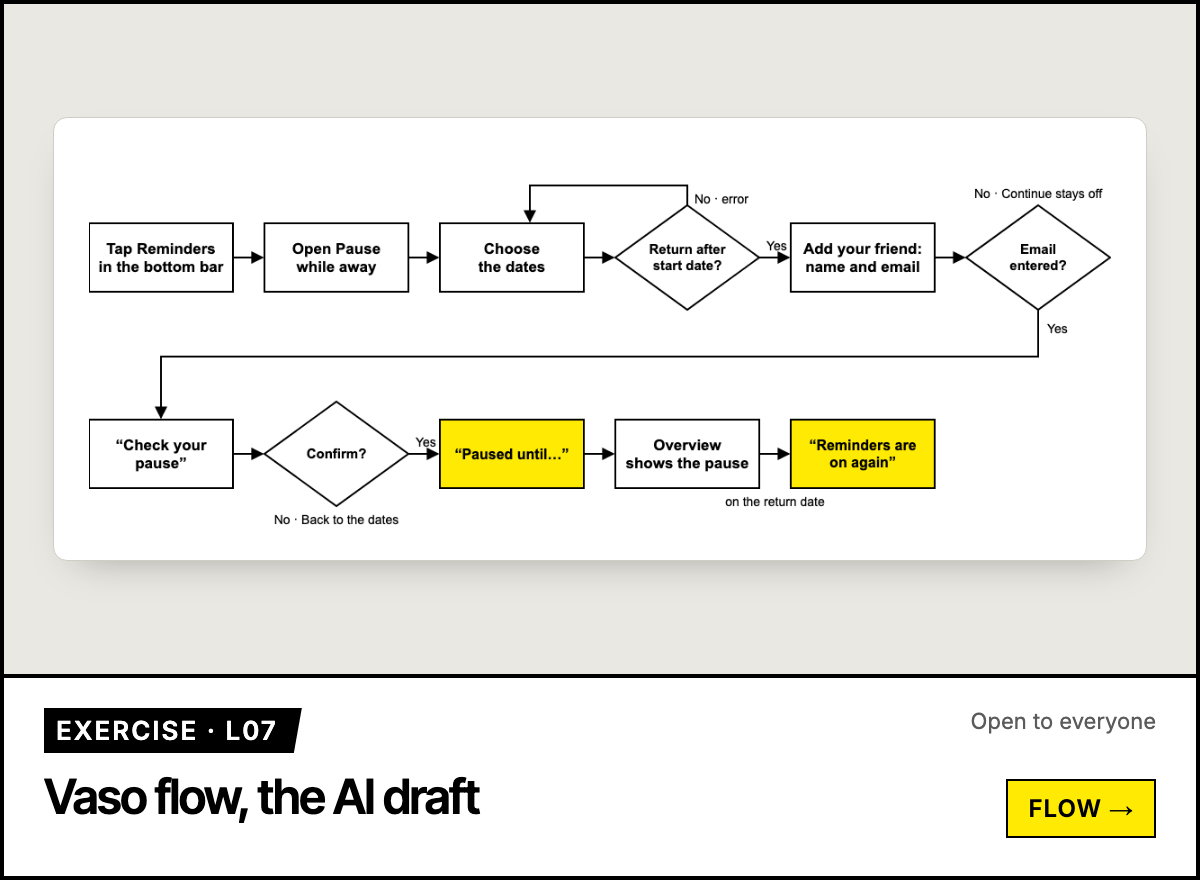 No · error
No · Continue stays off
Tap Reminders
in the bottom bar
Open Pause
while away
Choose
the dates
Return after
start date?
Yes
Add your friend:
name and email
Email
entered?
Yes
“Check your
pause”
Confirm?
Yes
“Paused until…”
Overview
shows the pause
“Reminders are
on again”
No · Back to the dates
on the return date
EXERCISE · L07
Open to everyone
Vaso flow, the AI draft
FLOW →